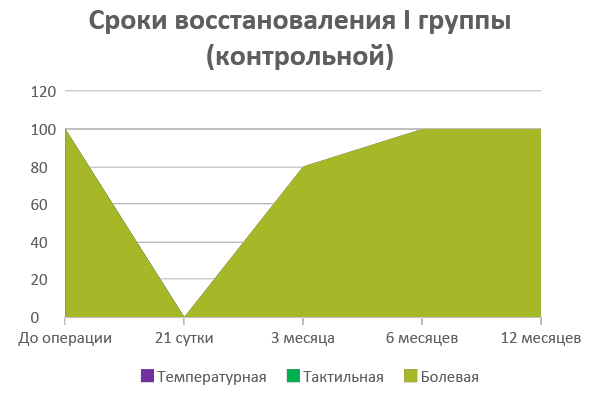 Сроки восстановаления I группы
(контрольной)
120
100
80
60
40
20
0
До операции 21 сутки 3 месяца 6 месяцев 12 месяцев
Температурная Тактильная Болевая